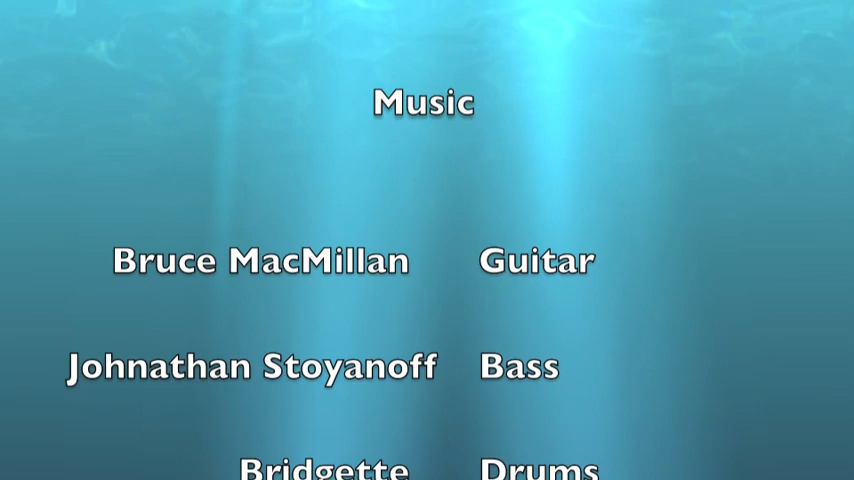 Music
Bruce MacMillan Guitar
Johnathan Stoyanoff Bass
Bridgette Drums